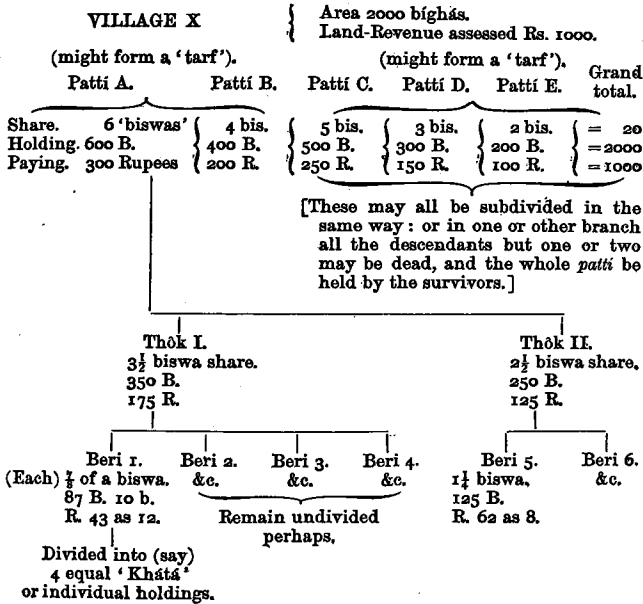 VILLAGE X
Area 2000 bíghás.
Land-Revenue assessed Rs. 1000.
(might form a 'tarf'). (might form a 'tarf').
Pattí A. Pattí B. Pattí C. Pattí D. Pattí E. Grand total.
Share. 6 'biswas' 4 bis. 5 bis. 3 bis. 2 bis. = 20
Holding. 600 B. 400 B. 500 B. 300 B. 200 B. =2000
Paying. 300 Rupees 200 R. 250 R. 150 R. 100 R. =1000
[These may all be subdivided in the
same way: or in one or other branch
all the descendants but one or two
may be dead, and the whole pattí be
held by the survivors.]
Thôk I. Thôk II.
3½ biswa share. 2½ biswa share.
350 B. 250 B.
175 R. 125 R.
Beri 1. Beri 2. Beri 3. Beri 4. Beri 5. Beri 6.
(Each) ⅞ of a biswa. &c. &c. &c. 1¼ biswa. &c.
87 B. 10 b. 125 B.
R. 43 as 12. Remain undivided R. 62 as 8.
perhaps.
Divided into (say)
4 equal 'Khátá'
or individual holdings.